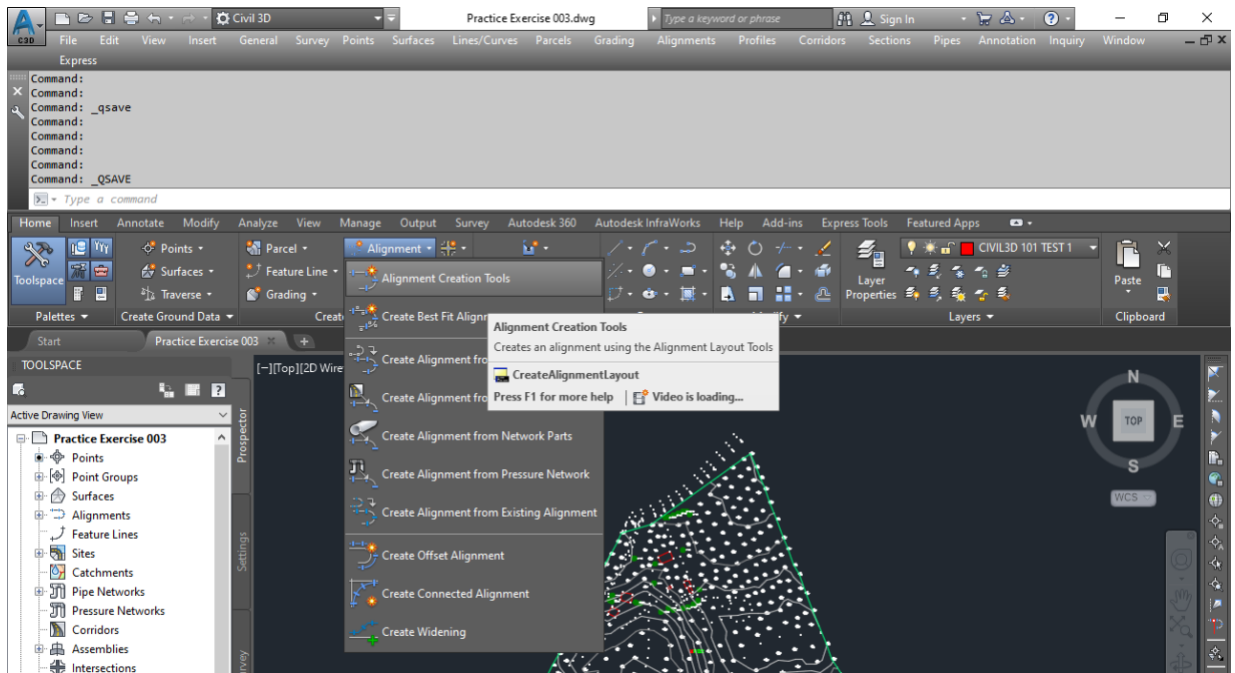 Civil 3D Practice Exercise 003.dwg Type a keyword or phrase Sign In
C3D File Edit View Insert General Survey Points Surfaces Lines/Curves Parcels Grading Alignments Profiles Corridors Sections Pipes Annotation Inquiry Window
Express
Command:
Command:
Command: _qsave
Command:
Command:
Command:
Command:
Command: _QSAVE
Type a command
Home Insert Annotate Modify Analyze View Manage Output Survey Autodesk 360 Autodesk InfraWorks Help Add-ins Express Tools Featured Apps
Toolspace
Points
Surfaces
Traverse
Parcel
Feature Line
Grading
Alignment
Layer
Properties
CIVIL3D 101 TEST 1
Paste
Palettes Create Ground Data Layers Clipboard
Start Practice Exercise 003
TOOLSPACE
Active Drawing View
Practice Exercise 003
Points
Point Groups
Surfaces
Alignments
Feature Lines
Sites
Catchments
Pipe Networks
Pressure Networks
Corridors
Assemblies
Intersections
Prospector
Settings
[−][Top][2D Wire
Alignment Creation Tools
Create Best Fit Alignm
Create Alignment fro
Create Alignment fro
Create Alignment from Network Parts
Create Alignment from Pressure Network
Create Alignment from Existing Alignment
Create Offset Alignment
Create Connected Alignment
Create Widening
Alignment Creation Tools
Creates an alignment using the Alignment Layout Tools
CreateAlignmentLayout
Press F1 for more help Video is loading...
N
W TOP E
S
WCS